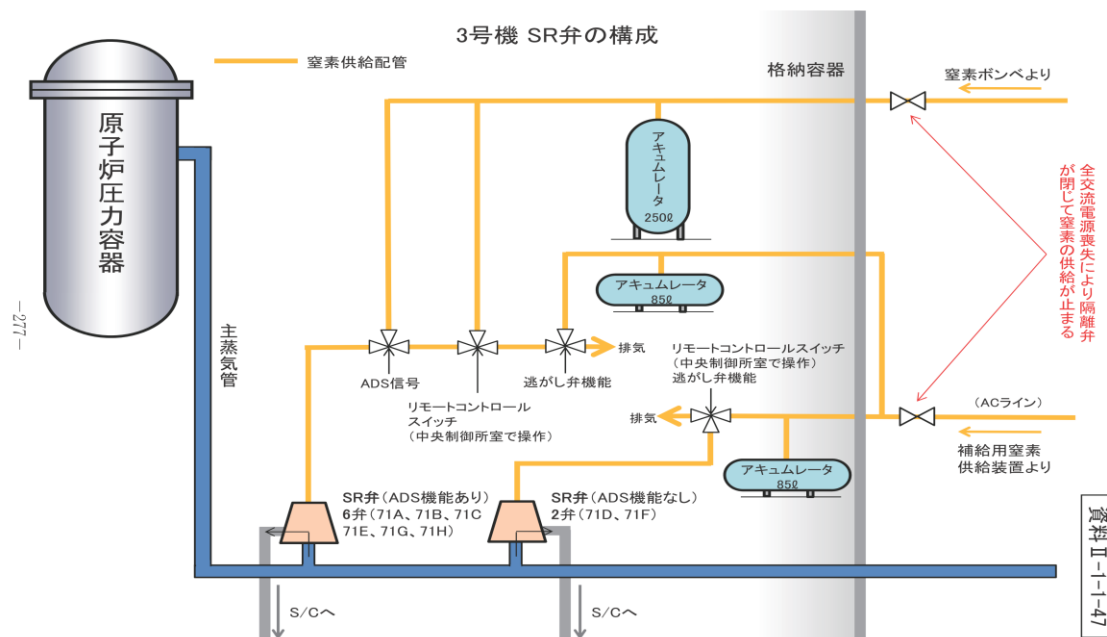 3号機 SR弁の構成
窒素供給配管
格納容器
窒素ボンベより
原子炉圧力容器
アキュムレータ
250ℓ
全交流電源喪失により隔離弁
が閉じて窒素の供給が止まる
アキュムレータ
85ℓ
-277-
主蒸気管
排気
リモートコントロールスイッチ
(中央制御所室で操作)
逃がし弁機能
ADS信号
逃がし弁機能
リモートコントロール
スイッチ
(中央制御所室で操作)
排気
(ACライン)
補給用窒素
供給装置より
アキュムレータ
85ℓ
SR弁(ADS機能あり)
6弁(71A、71B、71C
71E、71G、71H)
SR弁(ADS機能なし)
2弁(71D、71F)
S/Cへ
S/Cへ
資料Ⅱ-1-1-47